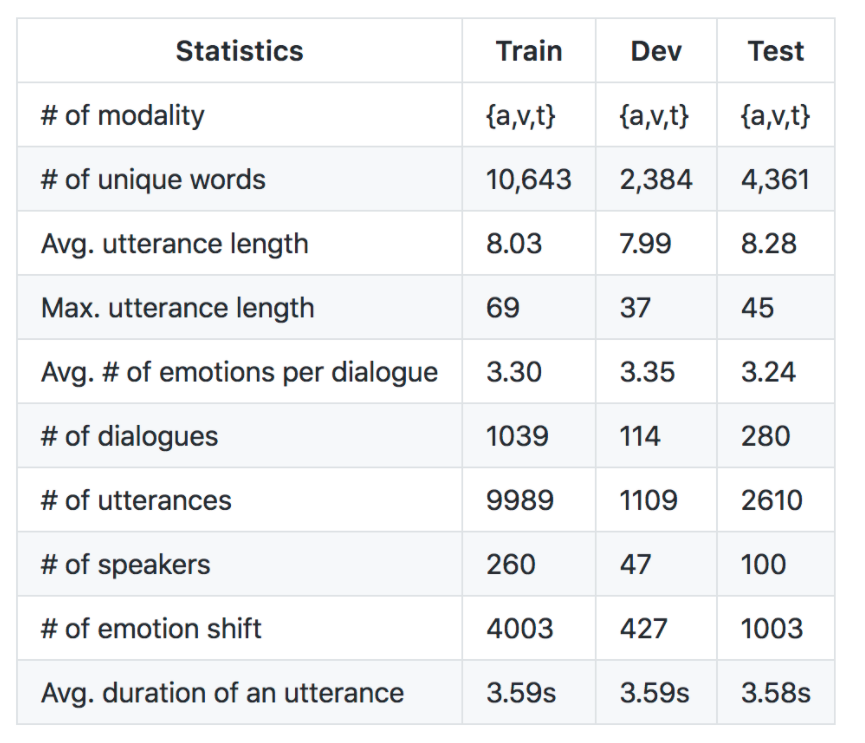 Statistics Train Dev Test
# of modality {a,v,t} {a,v,t} {a,v,t}
# of unique words 10,643 2,384 4,361
Avg. utterance length 8.03 7.99 8.28
Max. utterance length 69 37 45
Avg. # of emotions per dialogue 3.30 3.35 3.24
# of dialogues 1039 114 280
# of utterances 9989 1109 2610
# of speakers 260 47 100
# of emotion shift 4003 427 1003
Avg. duration of an utterance 3.59s 3.59s 3.58s